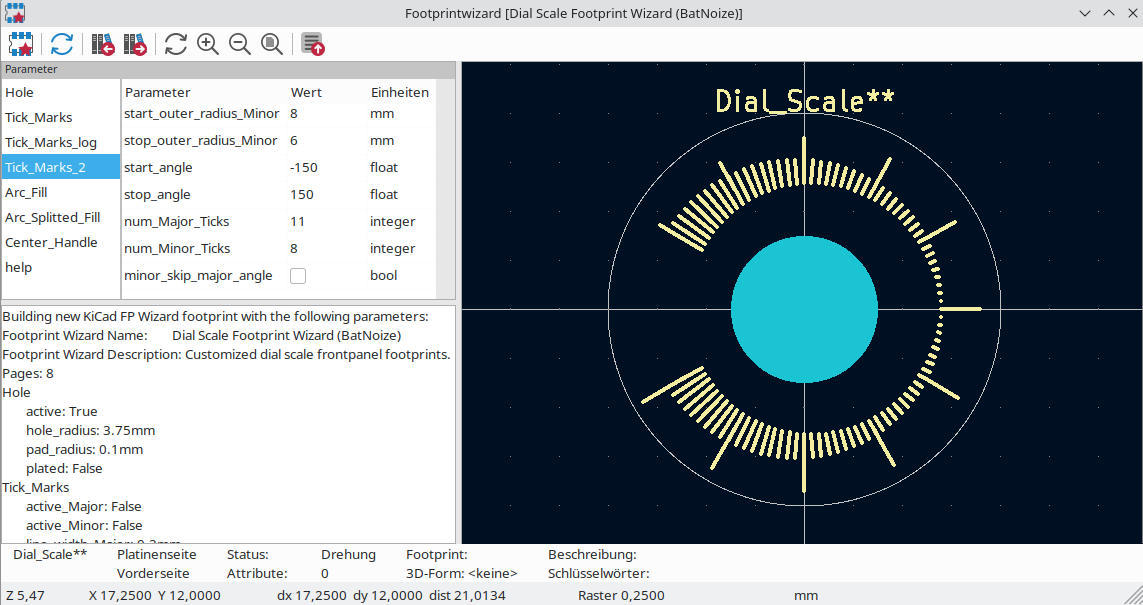 Footprintwizard [Dial Scale Footprint Wizard (BatNoize)]
Parameter
Hole
Tick_Marks
Tick_Marks_log
Tick_Marks_2
Arc_Fill
Arc_Splitted_Fill
Center_Handle
help
Parameter Wert Einheiten
start_outer_radius_Minor 8 mm
stop_outer_radius_Minor 6 mm
start_angle -150 float
stop_angle 150 float
num_Major_Ticks 11 integer
num_Minor_Ticks 8 integer
minor_skip_major_angle bool
Building new KiCad FP Wizard footprint with the following parameters:
Footprint Wizard Name: Dial Scale Footprint Wizard (BatNoize)
Footprint Wizard Description: Customized dial scale frontpanel footprints.
Pages: 8
Hole
active: True
hole_radius: 3.75mm
pad_radius: 0.1mm
plated: False
Tick_Marks
active_Major: False
active_Minor: False
line_width_Major: 0.2mm
Dial_Scale**
Dial_Scale** Platinenseite Status: Drehung Footprint: Beschreibung:
Vorderseite Attribute: 0 3D-Form: <keine> Schlüsselwörter:
Z 5,47 X 17,2500 Y 12,0000 dx 17,2500 dy 12,0000 dist 21,0134 Raster 0,2500 mm